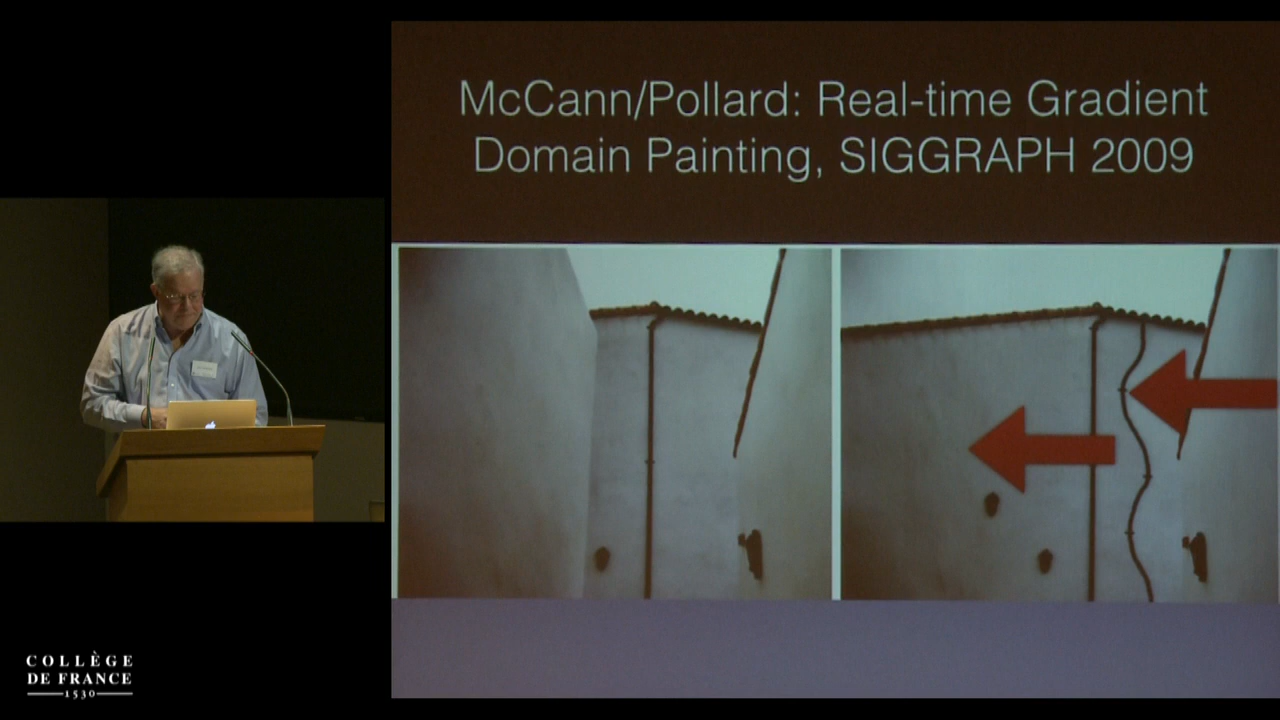 McCann/Pollard: Real-time Gradient
Domain Painting, SIGGRAPH 2009
COLLÈGE
DE FRANCE
1530